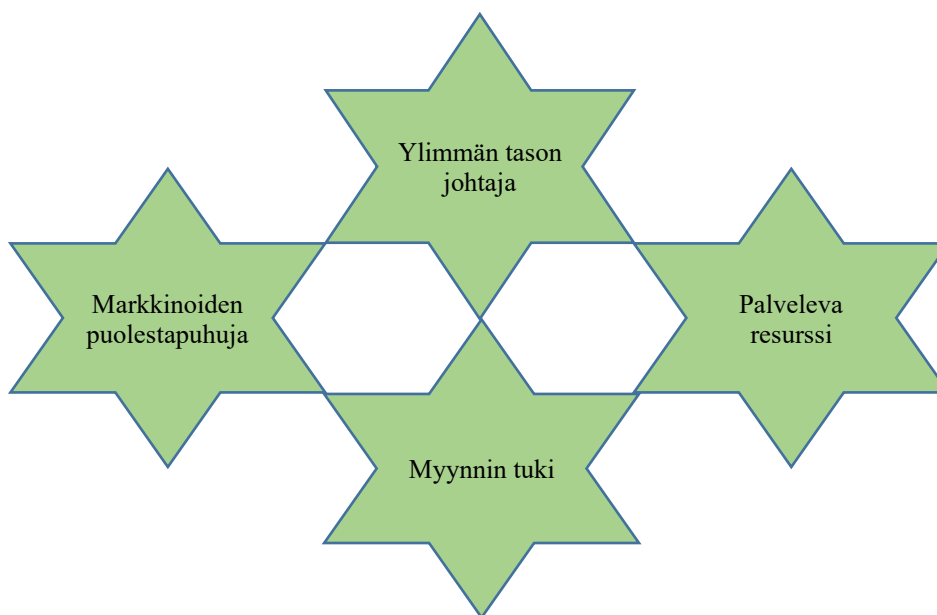 Ylimmän tason
johtaja
Markkinoiden
puolestapuhuja
Palveleva
resurssi
Myynnin tuki